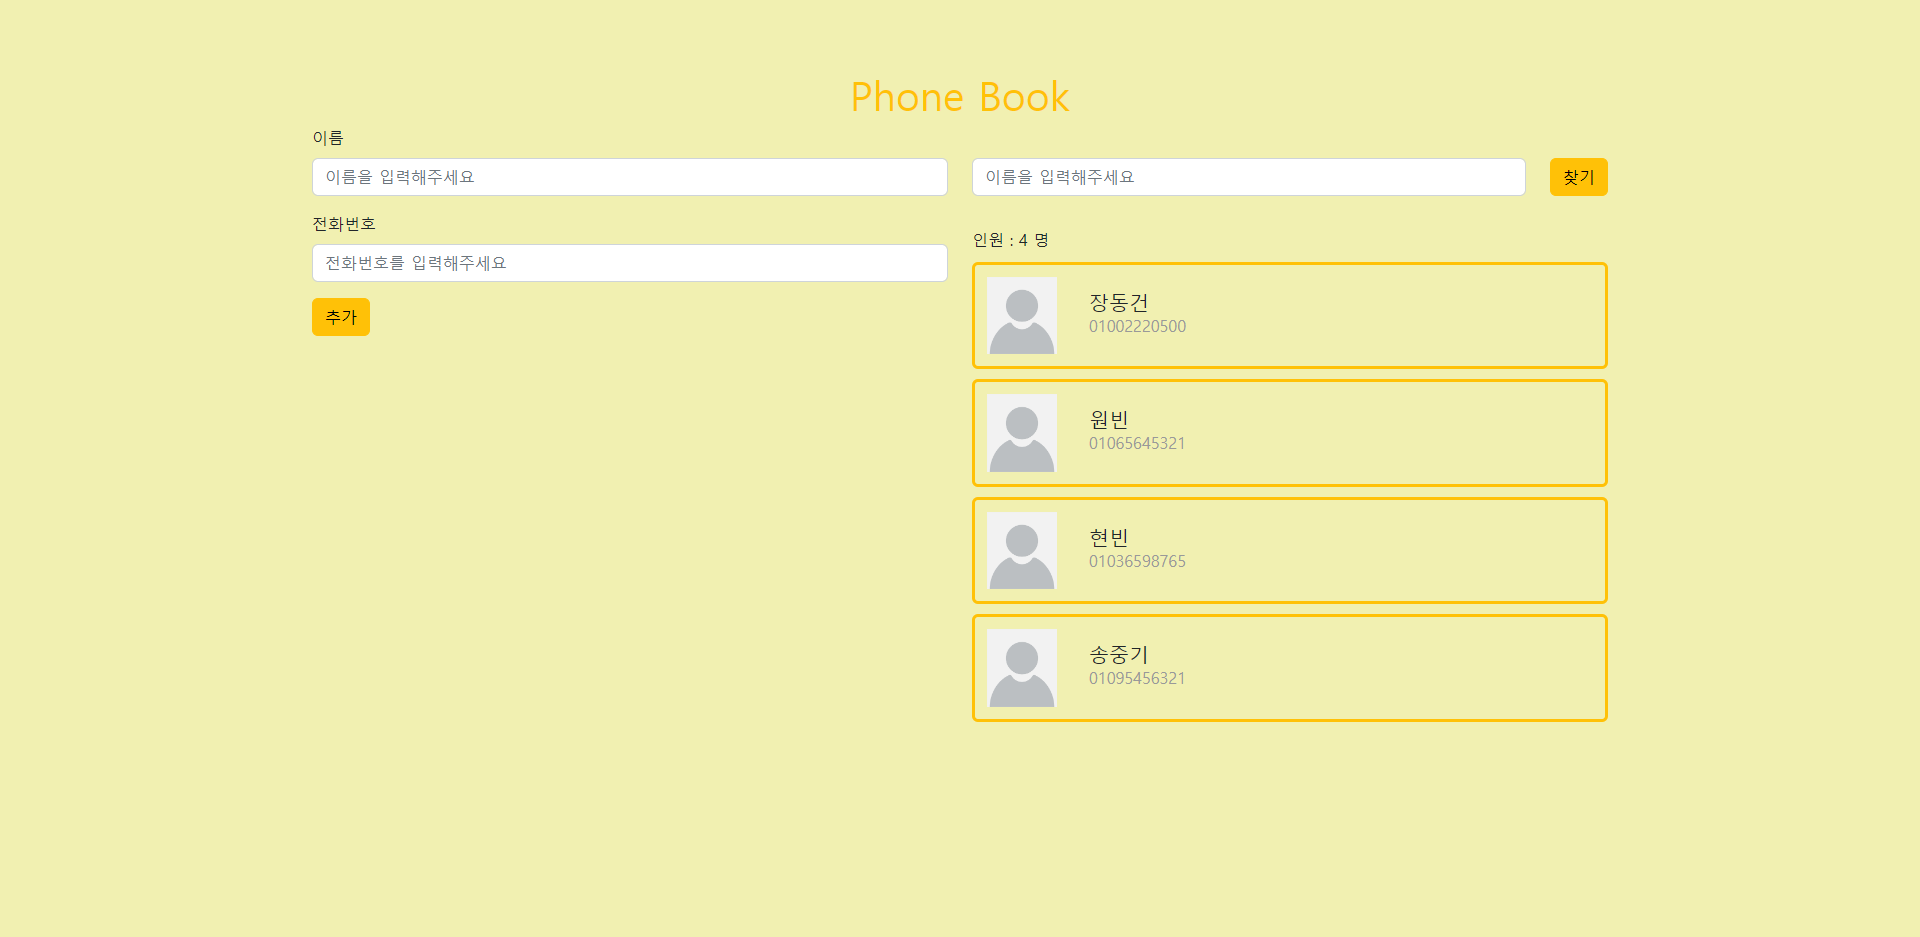 Phone Book
이름
이름을 입력해주세요
전화번호
전화번호를 입력해주세요
추가
이름을 입력해주세요
찾기
인원 : 4 명
장동건
01002220500
원빈
01065645321
현빈
01036598765
송중기
01095456321